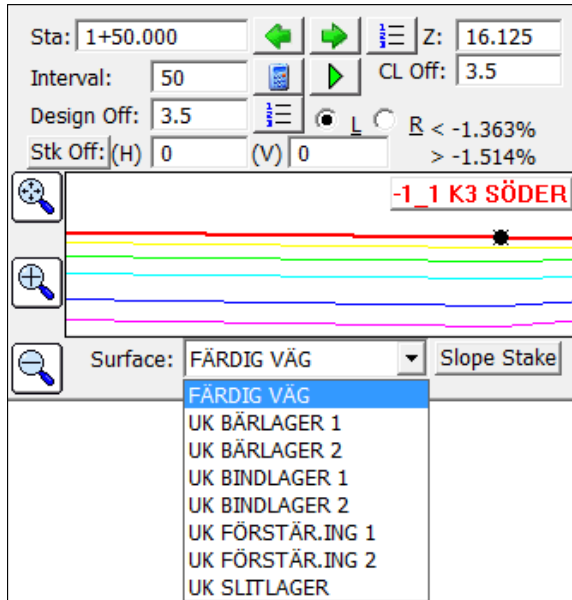 Sta: 1+50.000 Z: 16.125
Interval: 50 CL Off: 3.5
Design Off: 3.5 L R < -1.363%
Stk Off: (H) 0 (V) 0 > -1.514%
-1_1 K3 SÖDER
Surface: FÄRDIG VÄG Slope Stake
FÄRDIG VÄG
UK BÄRLAGER 1
UK BÄRLAGER 2
UK BINDLAGER 1
UK BINDLAGER 2
UK FÖRSTÄR.ING 1
UK FÖRSTÄR.ING 2
UK SLITLAGER